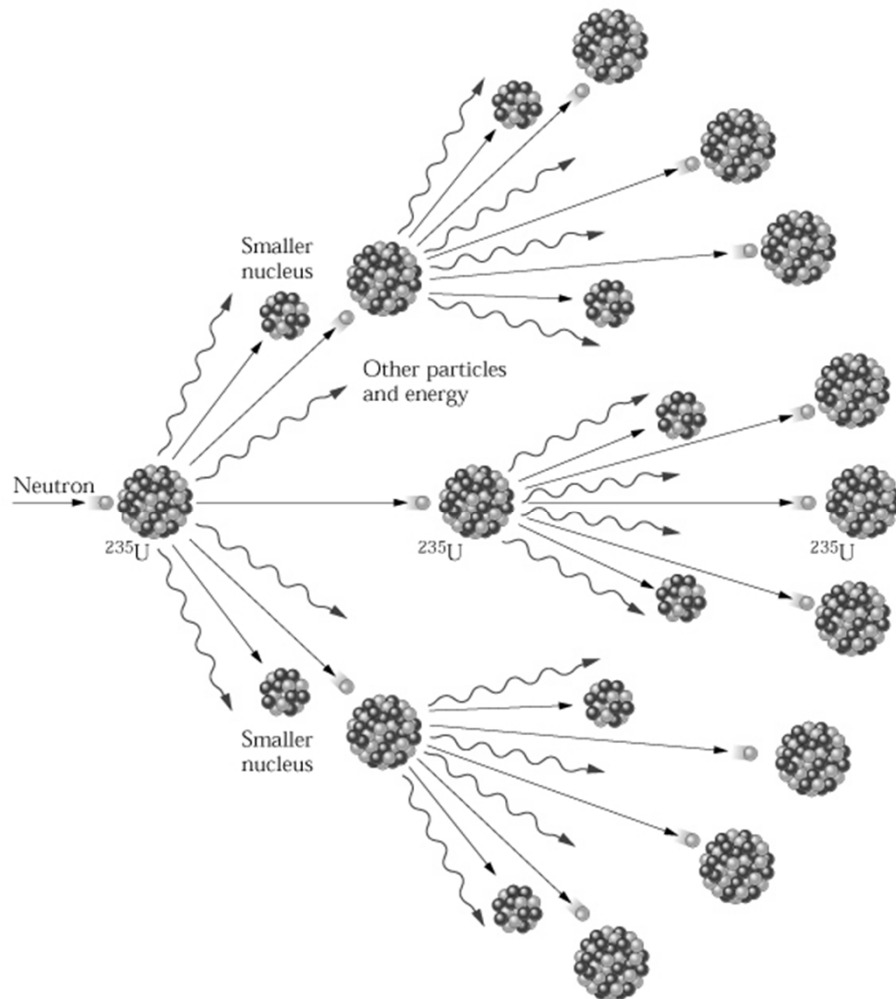 Smaller
nucleus
Other particles
and energy
Neutron
²³⁵U
²³⁵U
²³⁵U
Smaller
nucleus